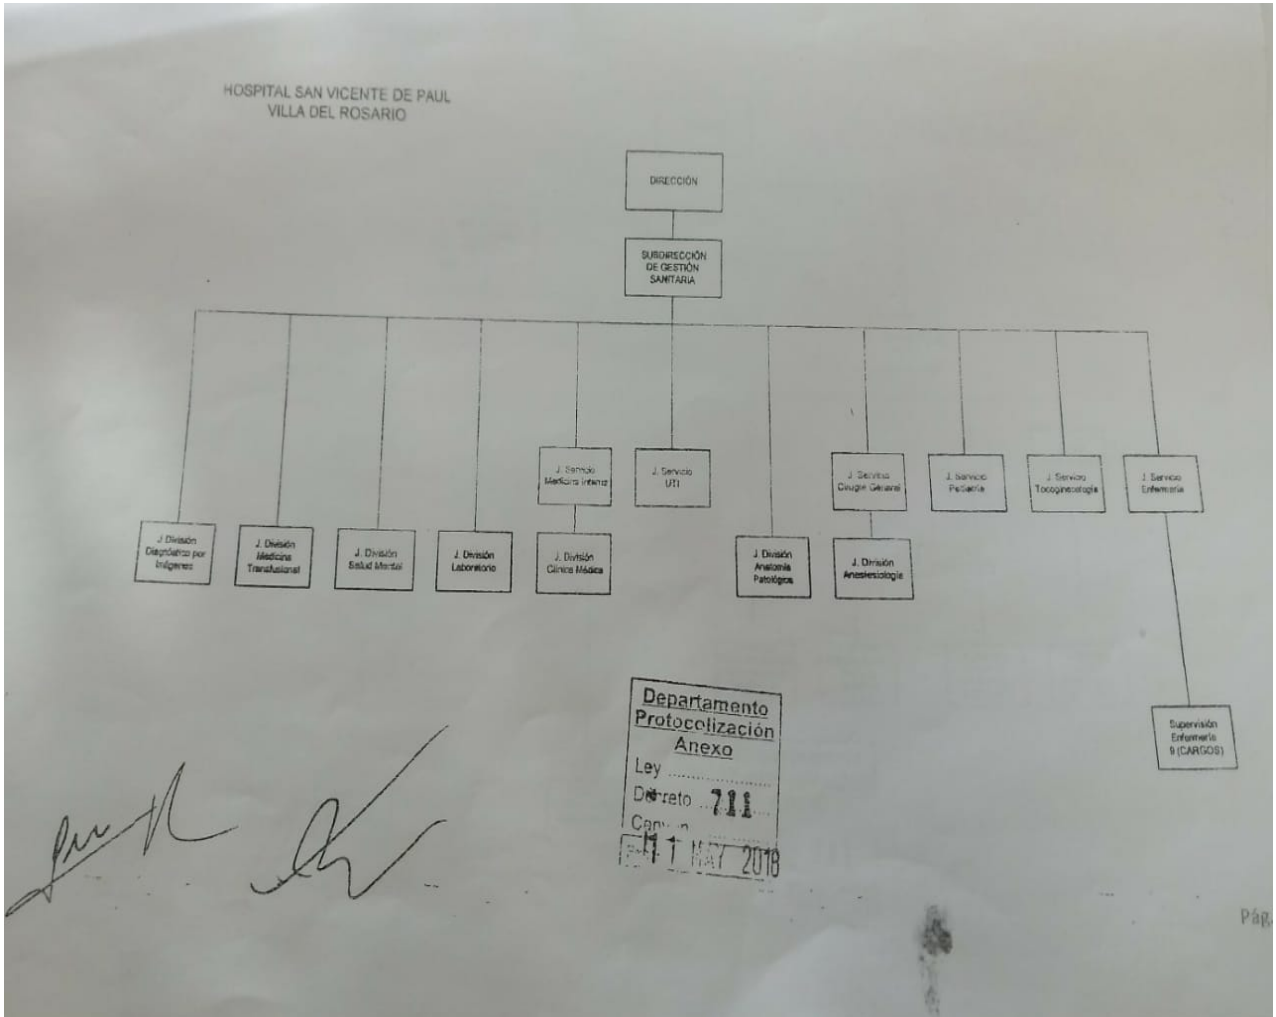 HOSPITAL SAN VICENTE DE PAUL
VILLA DEL ROSARIO
DIRECCIÓN
SUBDIRECCIÓN
DE GESTIÓN
SANITARIA
J. Servicio
Medicina Interna
J. Servicio
UTI
J. Servicio
Cirugía General
J. Servicio
Pediatría
J. Servicio
Tocoginecología
J. Servicio
Enfermería
J. División
Diagnóstico por
Imágenes
J. División
Medicina
Transfusional
J. División
Salud Mental
J. División
Laboratorio
J. División
Clínica Médica
J. División
Anatomía
Patológica
J. División
Anestesiología
Supervisión
Enfermería
9 (CARGOS)
Departamento
Protocolización
Anexo
Ley
Decreto 711
11 MAY 2018
Pág.